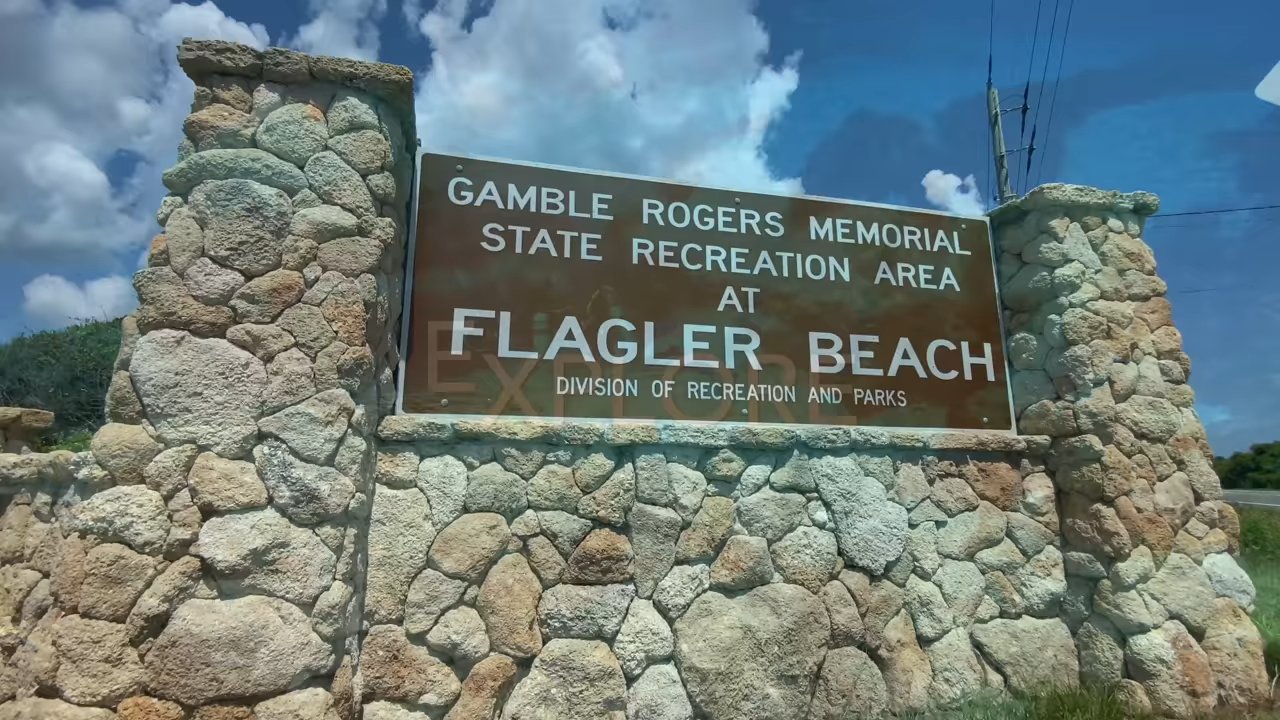 GAMBLE ROGERS MEMORIAL
STATE RECREATION AREA
AT
FLAGLER BEACH
EXPLORE
DIVISION OF RECREATION AND PARKS